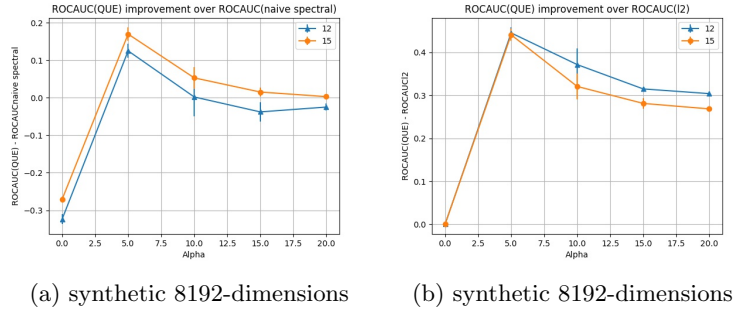 ROCAUC(QUE) improvement over ROCAUC(naive spectral)
0.2
0.1
0.0
−0.1
−0.2
−0.3
ROCAUC(QUE) - ROCAUCnaive spectral
12
15
0.0 2.5 5.0 7.5 10.0 12.5 15.0 17.5 20.0
Alpha
(a) synthetic 8192-dimensions
ROCAUC(QUE) improvement over ROCAUC(l2)
0.4
0.3
0.2
0.1
0.0
ROCAUC(QUE) - ROCAUCl2
12
15
0.0 2.5 5.0 7.5 10.0 12.5 15.0 17.5 20.0
Alpha
(b) synthetic 8192-dimensions